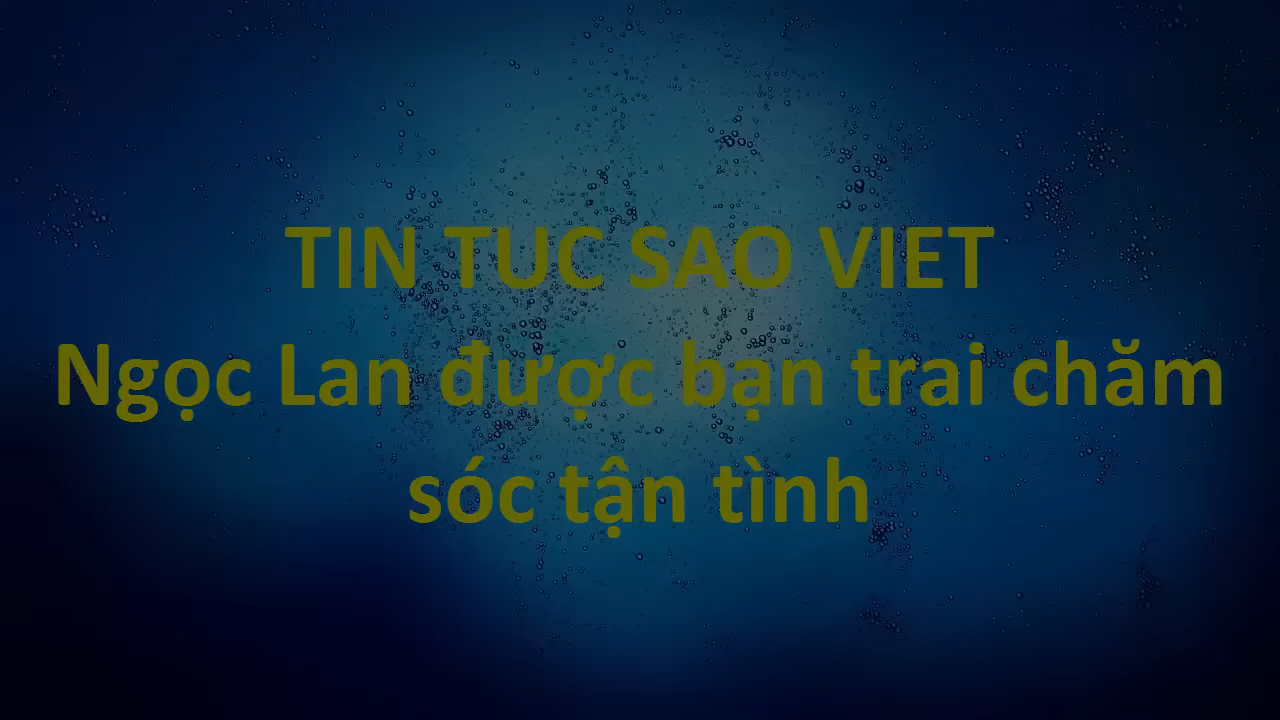 TIN TUC SAO VIET
Ngọc Lan được bạn trai chăm
sóc tận tình